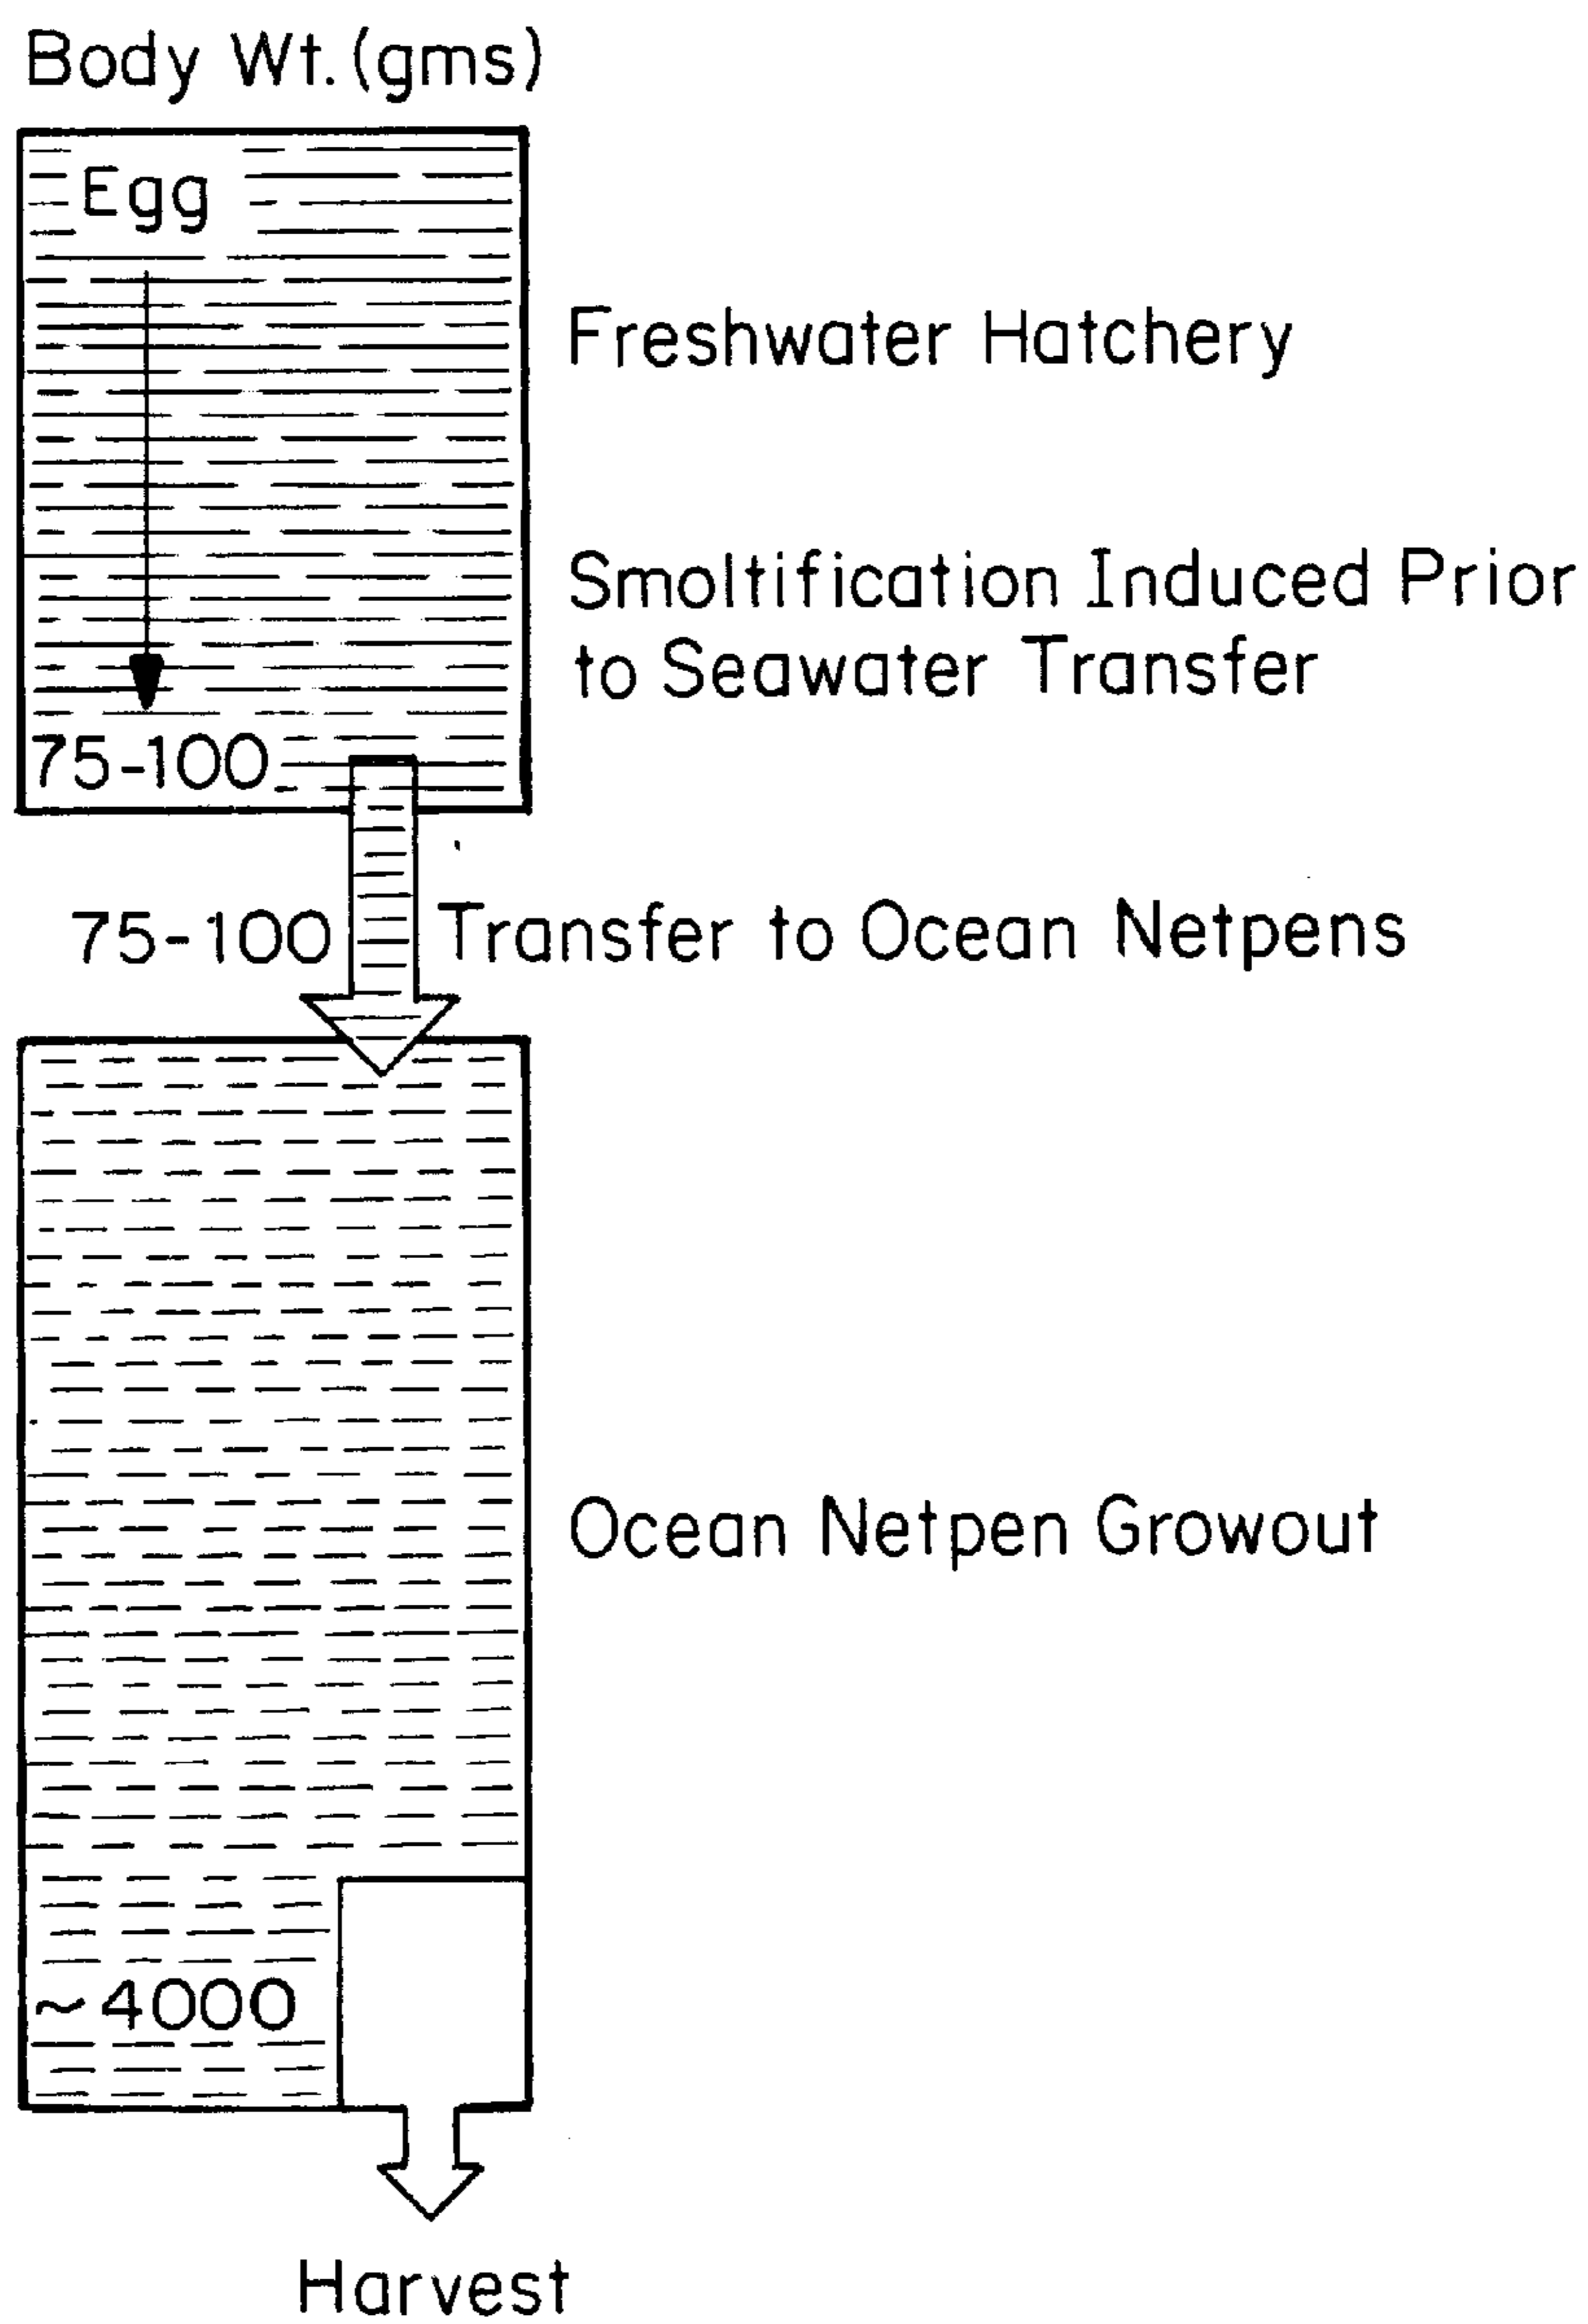 Body Wt. (gms)
Egg
Freshwater Hatchery
Smoltification Induced Prior
to Seawater Transfer
75-100
75-100
Transfer to Ocean Netpens
Ocean Netpen Growout
~4000
Harvest